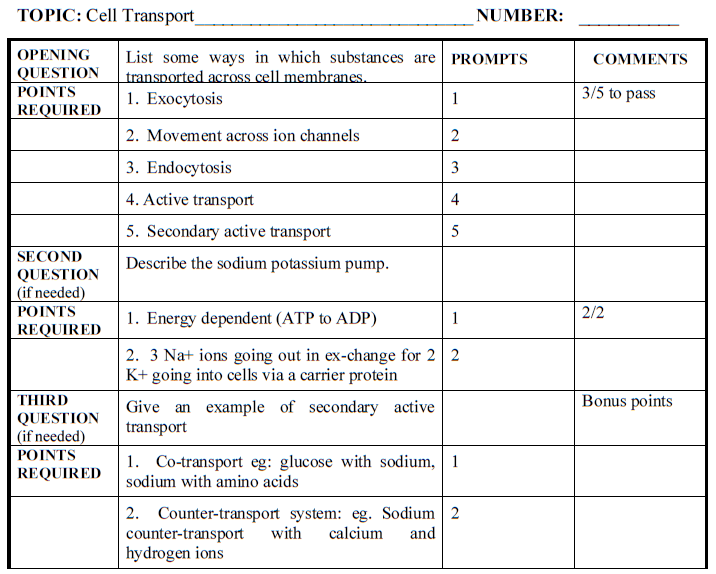 TOPIC: Cell Transport NUMBER:
OPENING QUESTION List some ways in which substances are transported across cell membranes. PROMPTS COMMENTS
POINTS REQUIRED 1. Exocytosis 1 3/5 to pass
2. Movement across ion channels 2
3. Endocytosis 3
4. Active transport 4
5. Secondary active transport 5
SECOND QUESTION (if needed) Describe the sodium potassium pump.
POINTS REQUIRED 1. Energy dependent (ATP to ADP) 1 2/2
2. 3 Na+ ions going out in ex-change for 2 K+ going into cells via a carrier protein 2
THIRD QUESTION (if needed) Give an example of secondary active transport Bonus points
POINTS REQUIRED 1. Co-transport eg: glucose with sodium, sodium with amino acids 1
2. Counter-transport system: eg. Sodium counter-transport with calcium and hydrogen ions 2